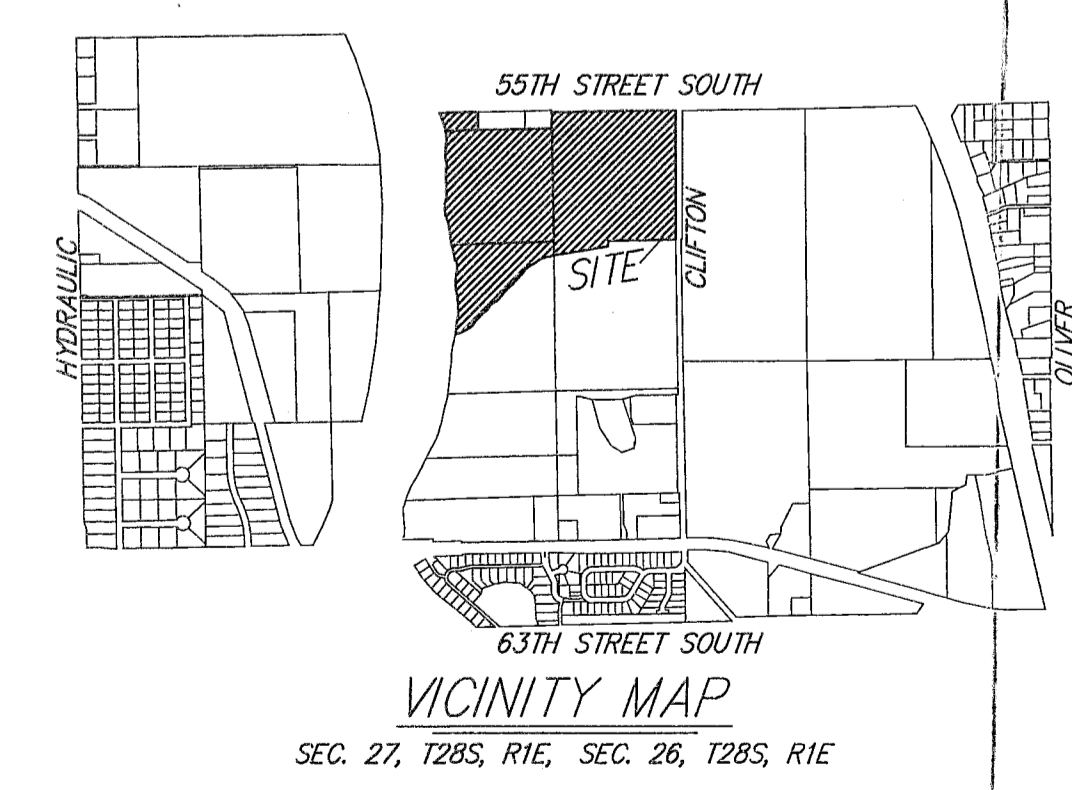 55TH STREET SOUTH
HYDRAULIC
CLIFTON
SITE
OLIVER
63TH STREET SOUTH
VICINITY MAP
SEC. 27, T28S, R1E, SEC. 26, T28S, R1E